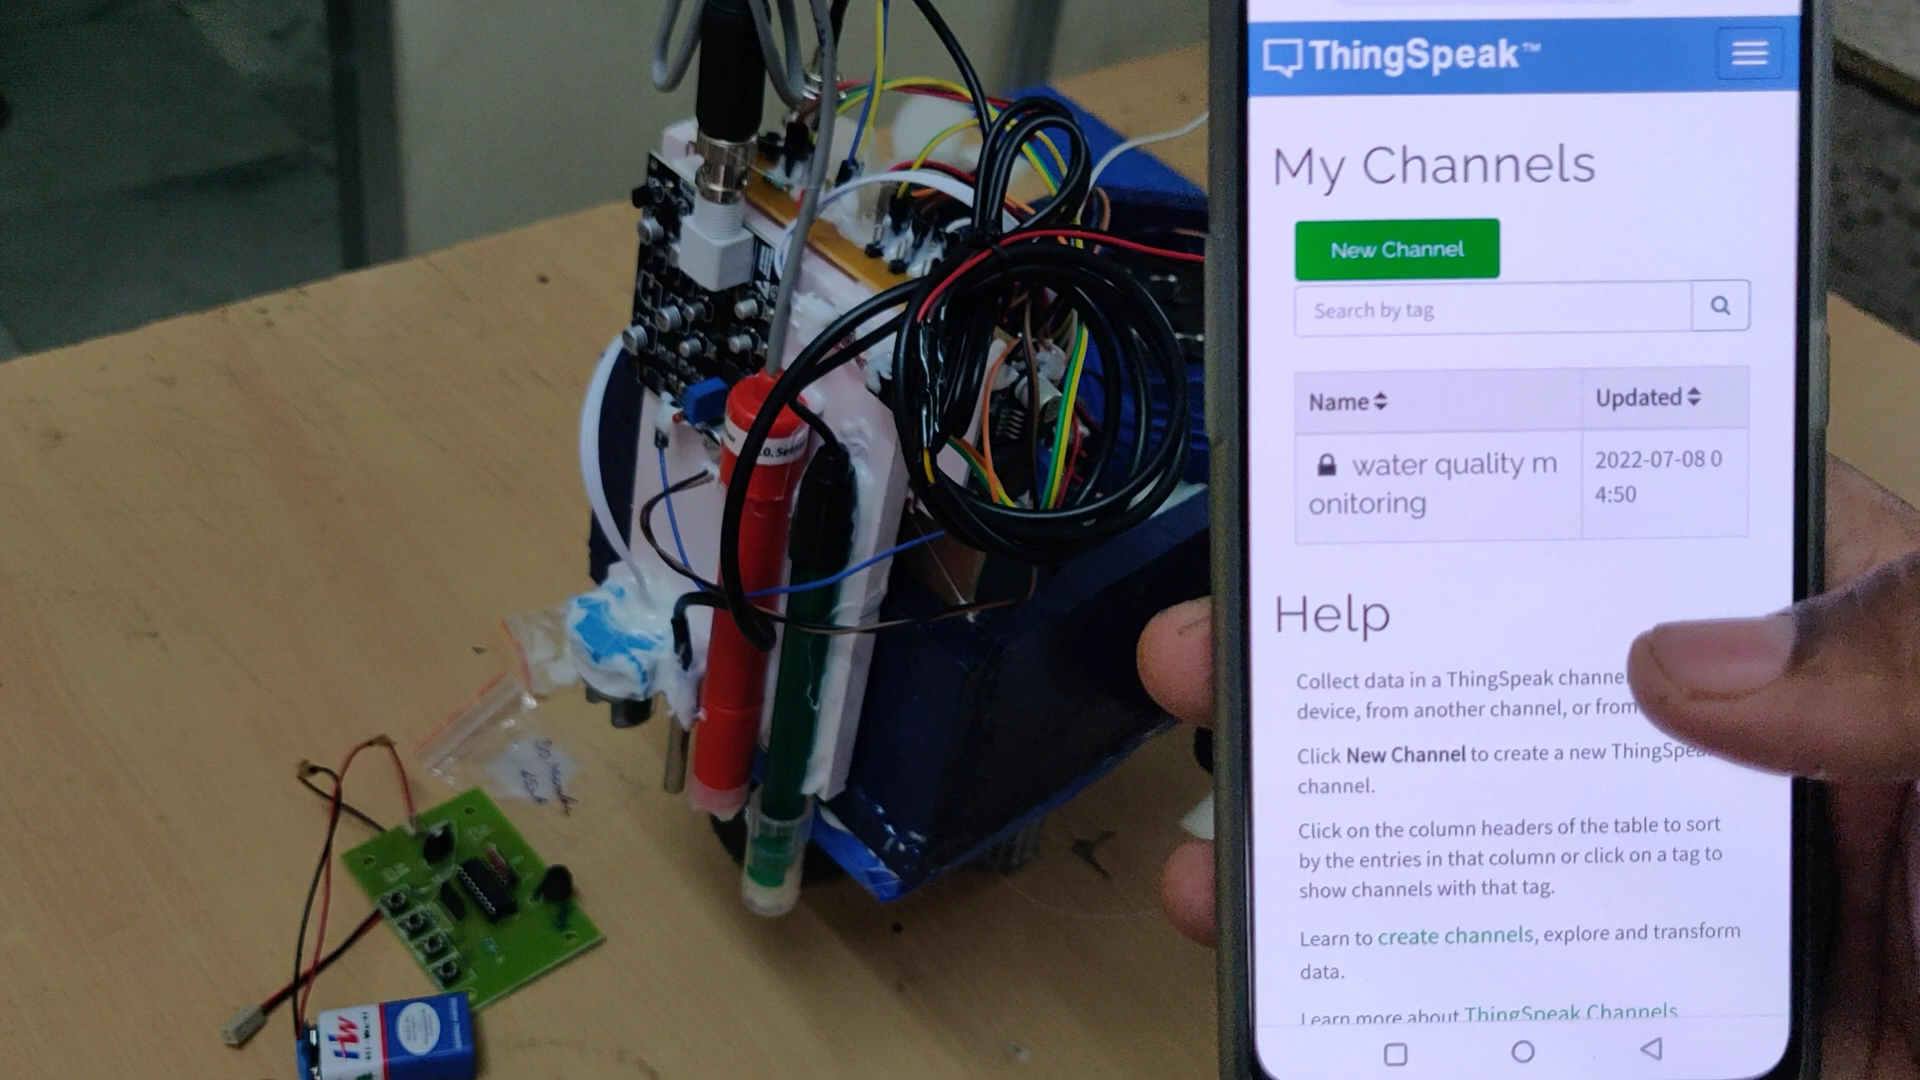 ThingSpeak™
My Channels
New Channel
Search by tag
Name
Updated
water quality m
onitoring
2022-07-08 0
4:50
Help
Collect data in a ThingSpeak channe
device, from another channel, or from
Click New Channel to create a new ThingSpea
channel.
Click on the column headers of the table to sort
by the entries in that column or click on a tag to
show channels with that tag.
Learn to create channels, explore and transform
data.
Learn more about ThingSpeak Channels
HW